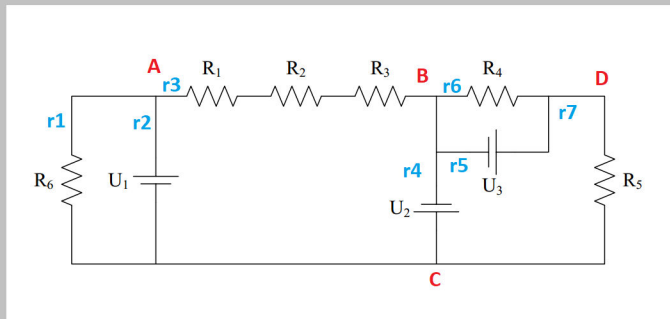 A r3 R₁ R₂ R₃ B r6 R₄ D
r1 r2 r7
R₆ U₁ r4 r5 U₃ R₅
U₂
C